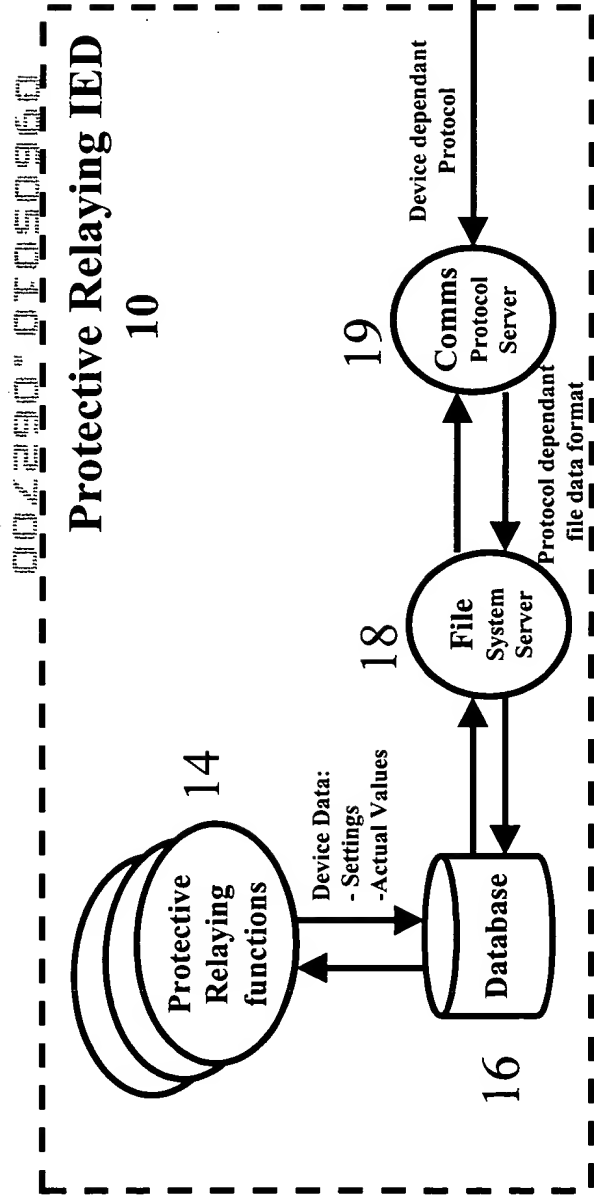 Protective Relaying IED
10
Protective
Relaying
functions
14
Device Data:
- Settings
-Actual Values
Database
16
File
System
Server
18
Protocol dependant
file data format
Comms
Protocol
Server
19
Device dependant
Protocol